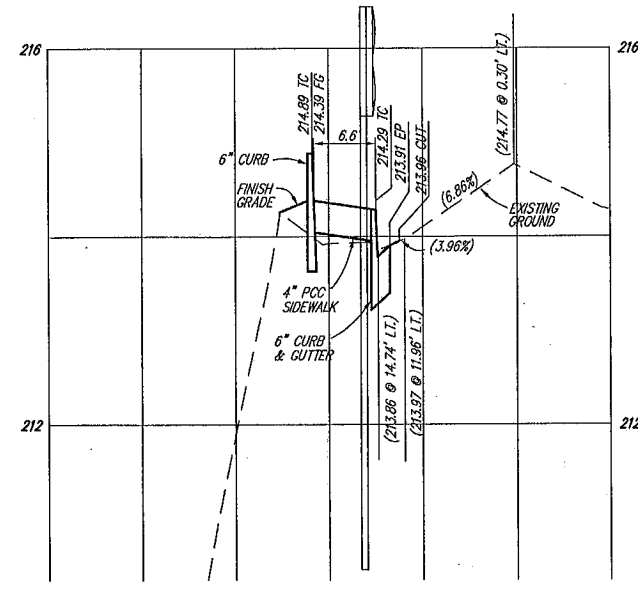 216
216
(214.77 @ 0.30' LT.)
214.89 TC
214.39 FG
6.6'
214.29 TC
213.91 EP
213.96 CUT
6" CURB
FINISH
GRADE
(6.86%)
EXISTING
GROUND
(3.96%)
4" PCC
SIDEWALK
6" CURB
& GUTTER
(213.86 @ 14.74' LT.)
(213.97 @ 11.96' LT.)
212
212